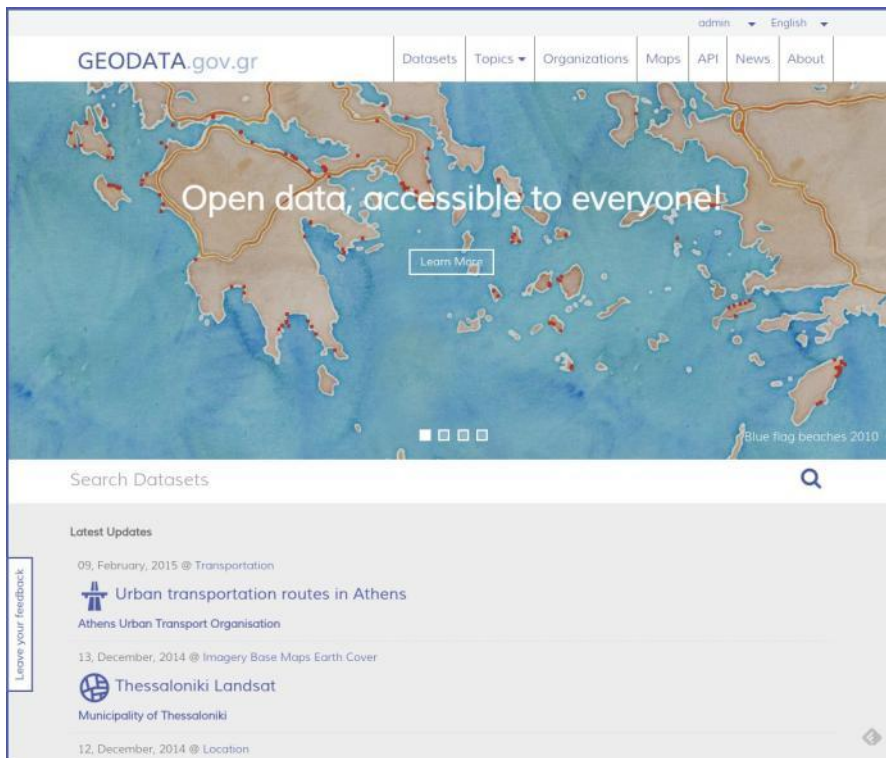 admin English
GEODATA.gov.gr
Datasets Topics Organizations Maps API News About
Open data, accessible to everyone!
Learn More
Blue flag beaches 2010
Search Datasets
Latest Updates
09, February, 2015 @ Transportation
Urban transportation routes in Athens
Athens Urban Transport Organisation
13, December, 2014 @ Imagery Base Maps Earth Cover
Thessaloniki Landsat
Municipality of Thessaloniki
12, December, 2014 @ Location
Leave your feedback